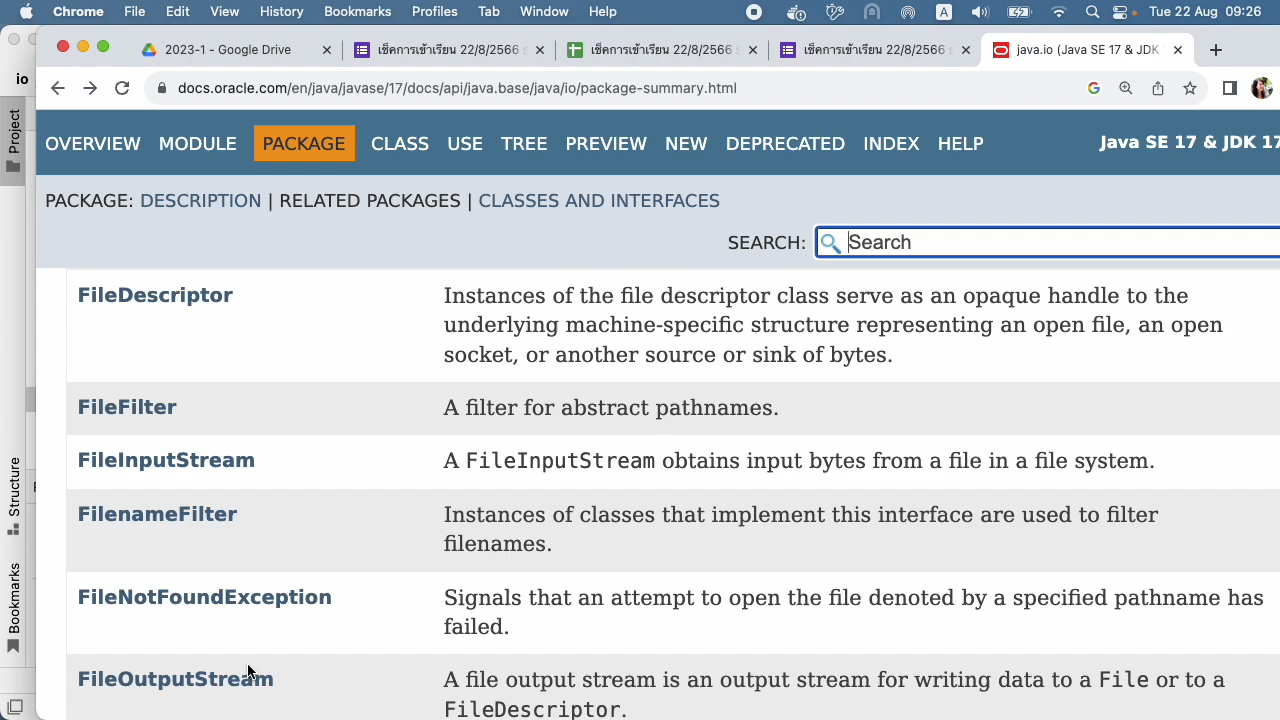 Chrome File Edit View History Bookmarks Profiles Tab Window Help A Tue 22 Aug 09:26
2023-1 - Google Drive × เช็คการเข้าเรียน 22/8/2566 × เช็คการเข้าเรียน 22/8/2566 × เช็คการเข้าเรียน 22/8/2566 × java.io (Java SE 17 & JDK × +
io
docs.oracle.com/en/java/javase/17/docs/api/java.base/java/io/package-summary.html
Project
OVERVIEW MODULE PACKAGE CLASS USE TREE PREVIEW NEW DEPRECATED INDEX HELP Java SE 17 & JDK 17
PACKAGE: DESCRIPTION | RELATED PACKAGES | CLASSES AND INTERFACES
SEARCH: Search
FileDescriptor Instances of the file descriptor class serve as an opaque handle to the
underlying machine-specific structure representing an open file, an open
socket, or another source or sink of bytes.
FileFilter A filter for abstract pathnames.
FileInputStream A FileInputStream obtains input bytes from a file in a file system.
Structure
FilenameFilter Instances of classes that implement this interface are used to filter
filenames.
Bookmarks
FileNotFoundException Signals that an attempt to open the file denoted by a specified pathname has
failed.
FileOutputStream A file output stream is an output stream for writing data to a File or to a
FileDescriptor.